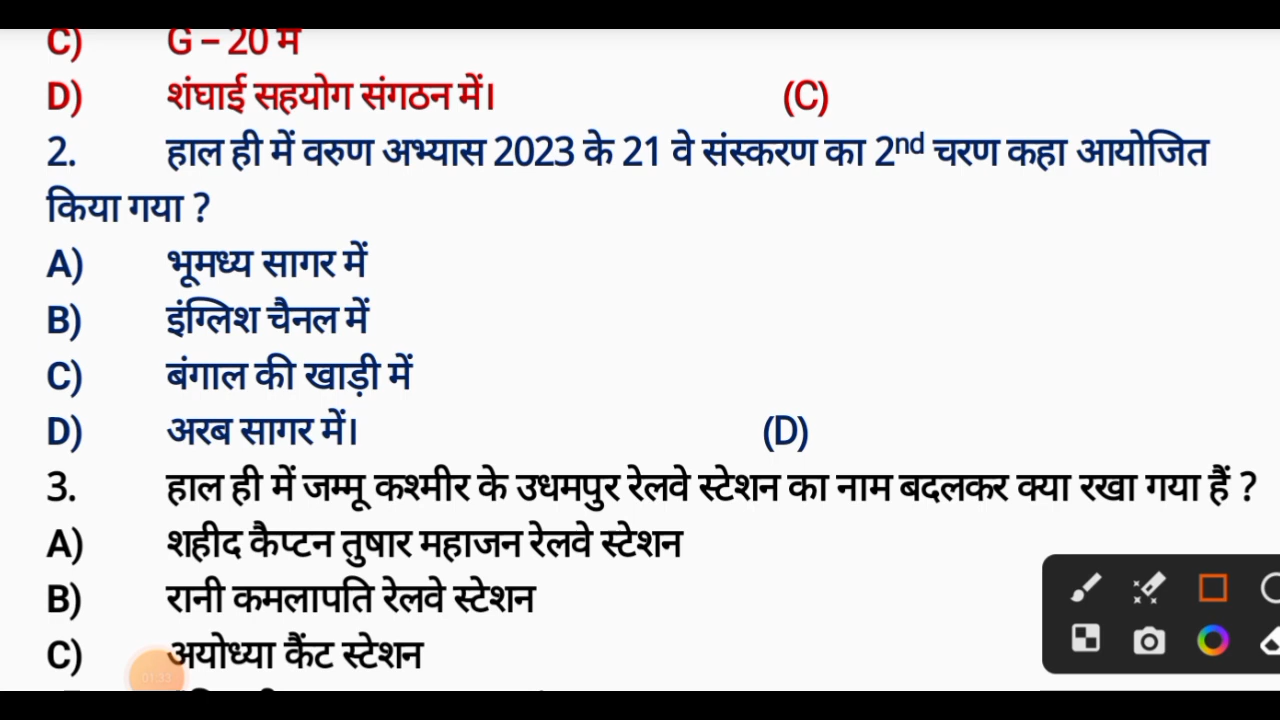 C) G – 20 में
D) शंघाई सहयोग संगठन में। (C)
2. हाल ही में वरुण अभ्यास 2023 के 21 वे संस्करण का 2nd चरण कहा आयोजित
किया गया ?
A) भूमध्य सागर में
B) इंग्लिश चैनल में
C) बंगाल की खाड़ी में
D) अरब सागर में। (D)
3. हाल ही में जम्मू कश्मीर के उधमपुर रेलवे स्टेशन का नाम बदलकर क्या रखा गया हैं ?
A) शहीद कैप्टन तुषार महाजन रेलवे स्टेशन
B) रानी कमलापति रेलवे स्टेशन
C) अयोध्या कैंट स्टेशन
01:33